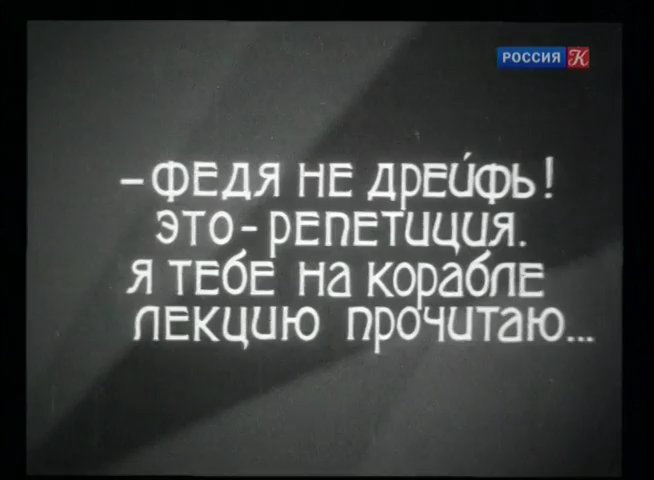 РОССИЯ К
– ФЕДЯ НЕ ДРЕЙФЬ!
ЭТО – РЕПЕТИЦИЯ.
Я ТЕБЕ НА КОРАБЛЕ
ЛЕКЦИЮ ПРОЧИТАЮ...